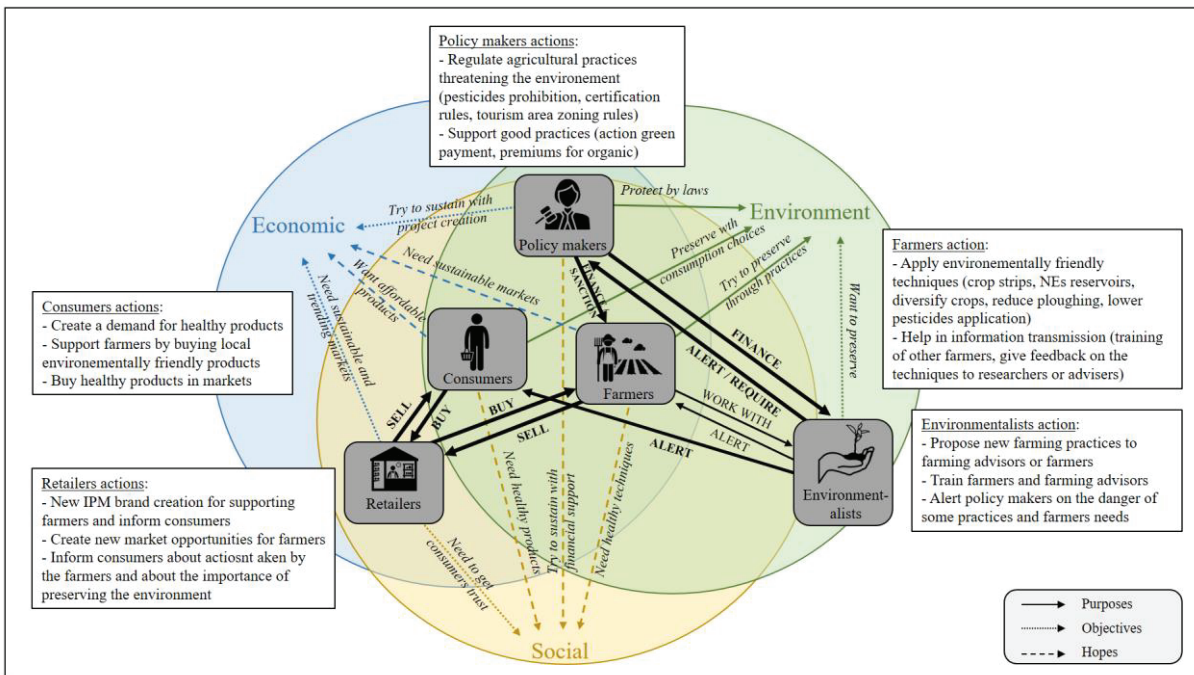 Policy makers actions:
- Regulate agricultural practices
threatening the environement
(pesticides prohibition, certification
rules, tourism area zoning rules)
- Support good practices (action green
payment, premiums for organic)
Economic
Environment
Social
Policy makers
Consumers
Farmers
Retailers
Environment-
alists
Try to sustain with
project creation
Protect by laws
Preserve wth
consumption choices
Try to preserve
through practices
Need sustainable markets
Want affordable
products
Need sustainable and
trending markets
Want to preserve
FINANCE
SANCTION
FINANCE
ALERT / REQUIRE
WORK WITH
ALERT
ALERT
SELL
BUY
BUY
SELL
Need healthy products
Try to sustain with
financial support
Need healthy techniques
Need to get
consumers trust
Consumers actions:
- Create a demand for healthy products
- Support farmers by buying local
environementally friendly products
- Buy healthy products in markets
Retailers actions:
- New IPM brand creation for supporting
farmers and inform consumers
- Create new market opportunities for farmers
- Inform consumers about actiosnt aken by
the farmers and about the importance of
preserving the environment
Farmers action:
- Apply environementally friendly
techniques (crop strips, NEs reservoirs,
diversify crops, reduce ploughing, lower
pesticides application)
- Help in information transmission (training
of other farmers, give feedback on the
techniques to researchers or advisers)
Environmentalists action:
- Propose new farming practices to
farming advisors or farmers
- Train farmers and farming advisors
- Alert policy makers on the danger of
some practices and farmers needs
Purposes
Objectives
Hopes